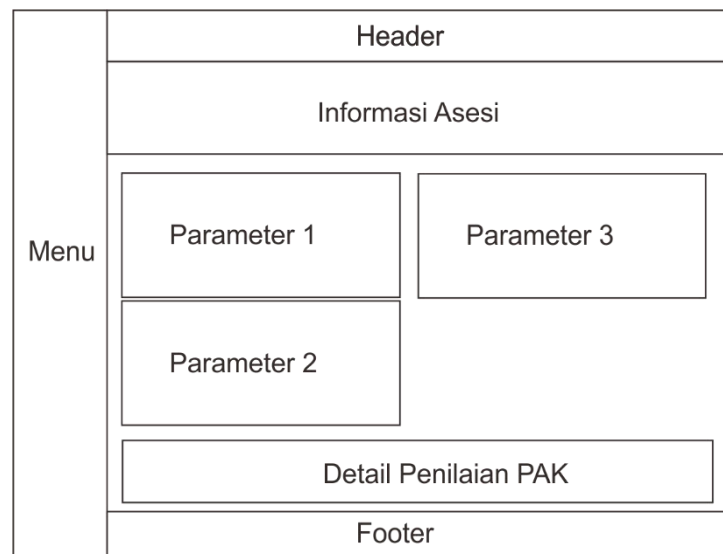 Header
Informasi Asesi
Menu
Parameter 1
Parameter 3
Parameter 2
Detail Penilaian PAK
Footer